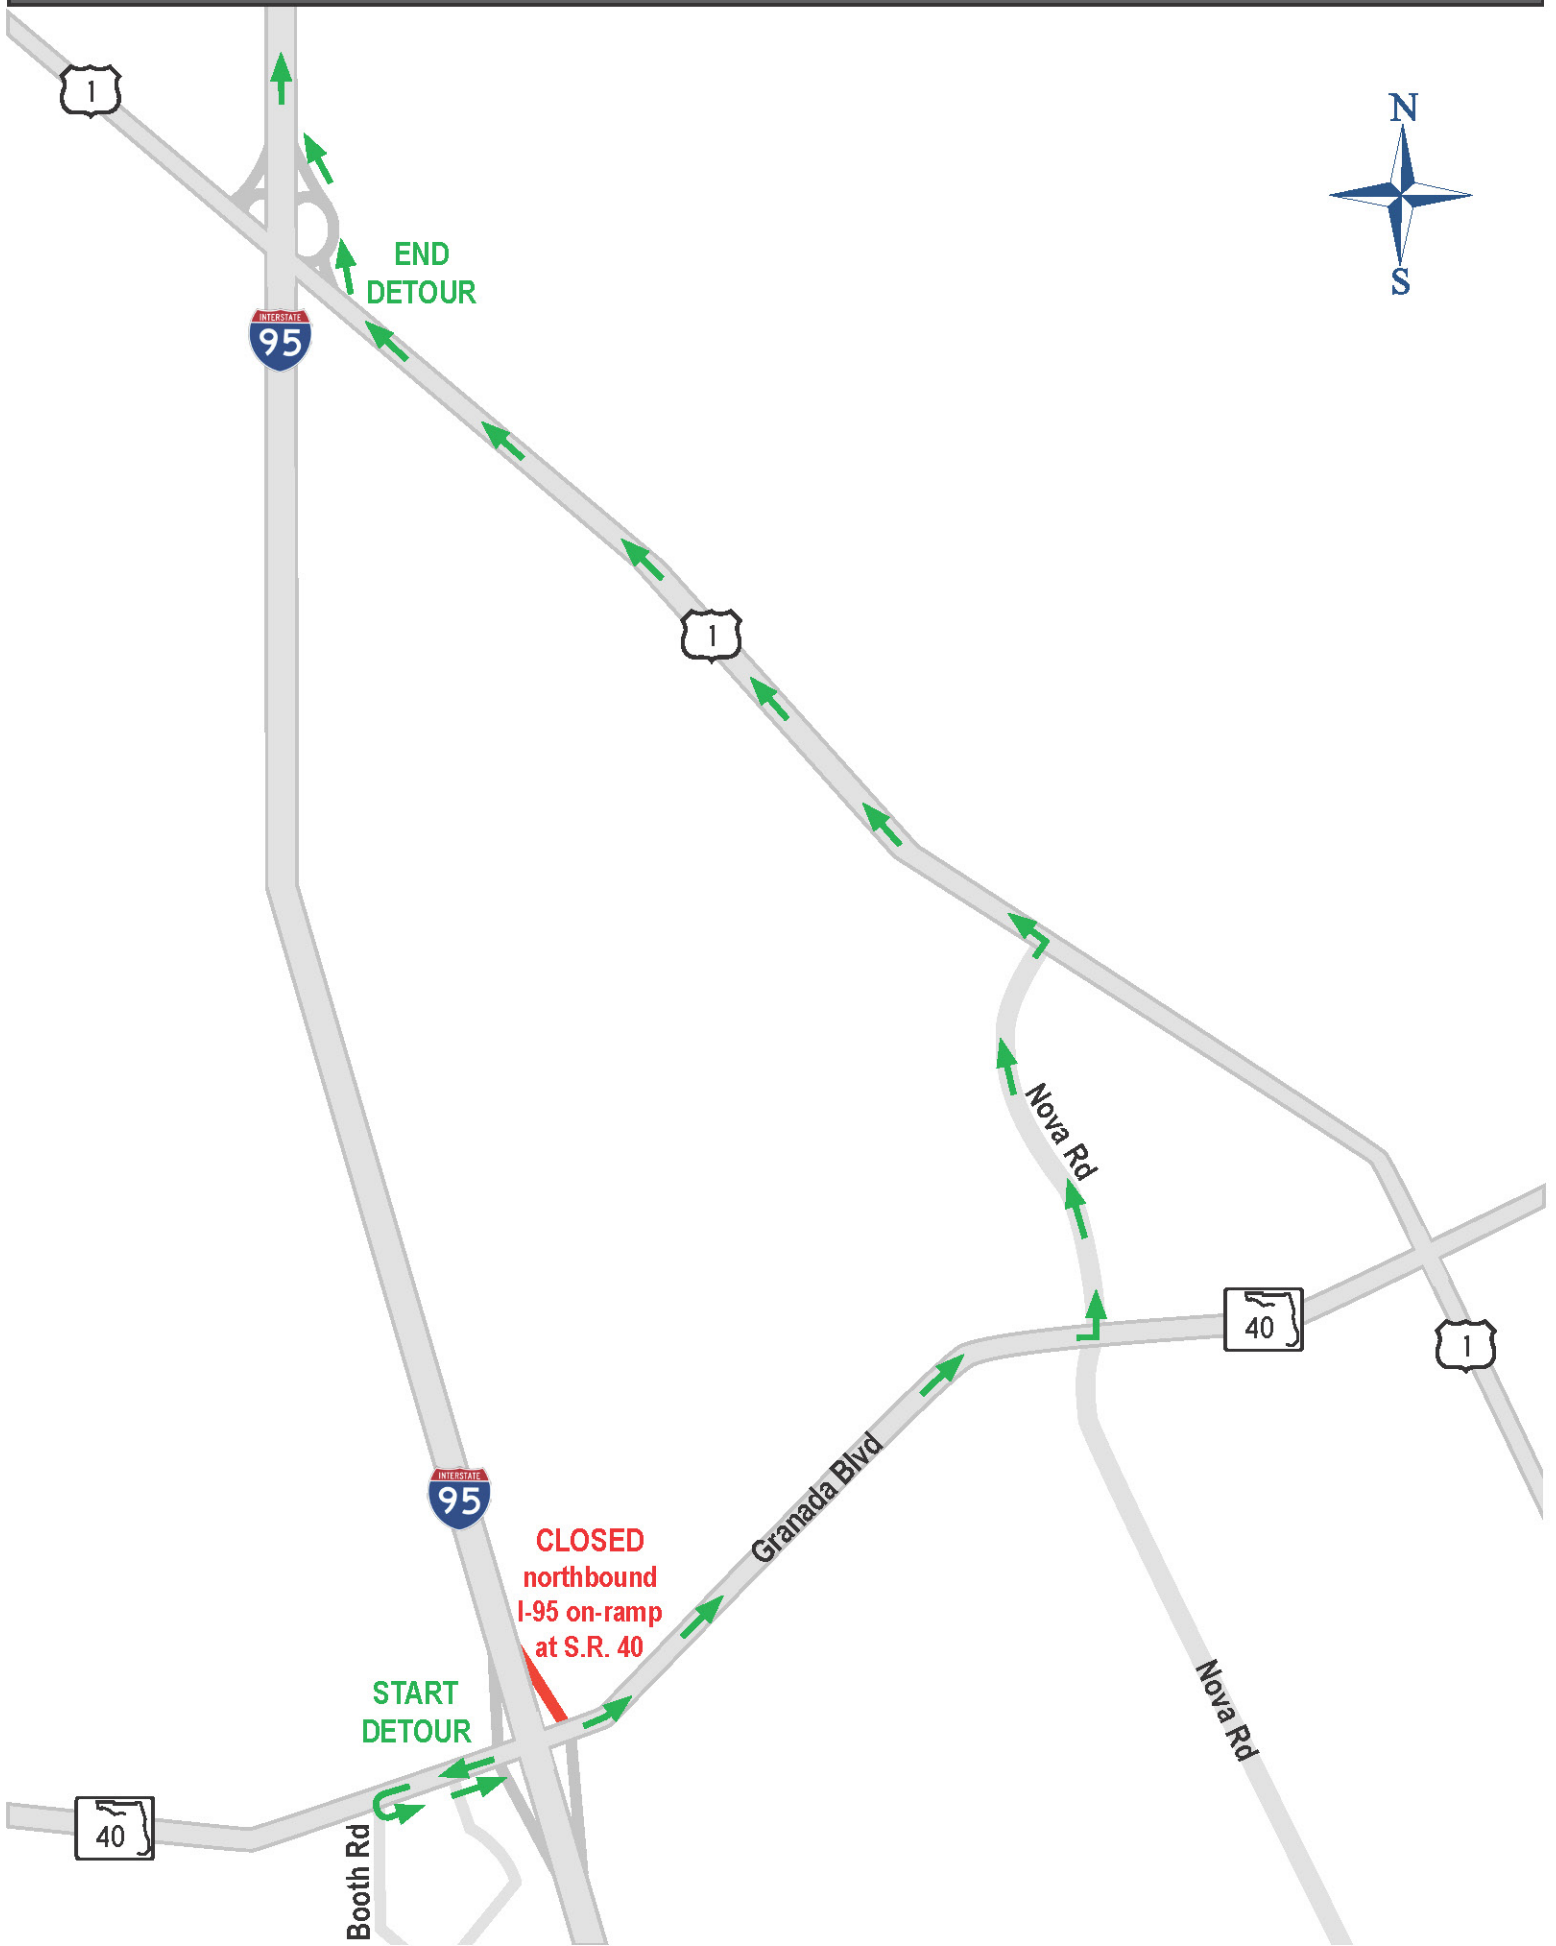 1
N
S
END
DETOUR
INTERSTATE
95
1
Nova Rd
40
1
Granada Blvd
INTERSTATE
95
CLOSED
northbound
I-95 on-ramp
at S.R. 40
START
DETOUR
Nova Rd
40
Booth Rd